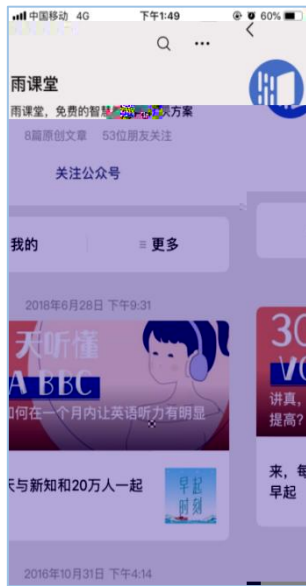 中国移动 4G 下午1:49 60%
雨课堂
雨课堂，免费的智慧 方案
8篇原创文章 53位朋友关注
关注公众号
我的 更多
2018年6月28日 下午9:31
天听懂
A BBC
如何在一个月内让英语听力有明显
30
VO
讲真，
提高?
天与新知和20万人一起
早起
时刻
来，每
早起
2016年10月31日 下午4:14